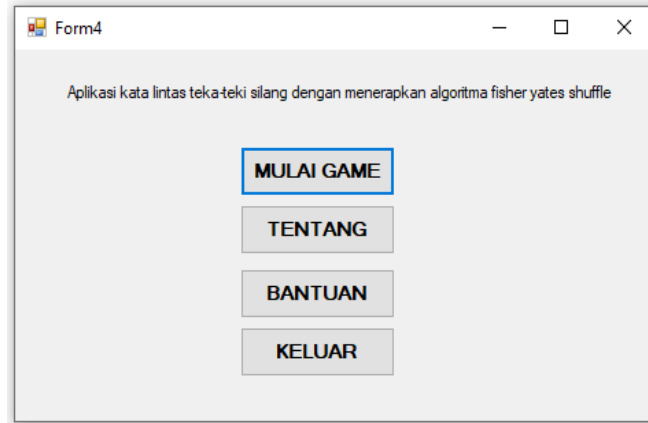 Form4
Aplikasi kata lintas teka-teki silang dengan menerapkan algoritma fisher yates shuffle
MULAI GAME
TENTANG
BANTUAN
KELUAR